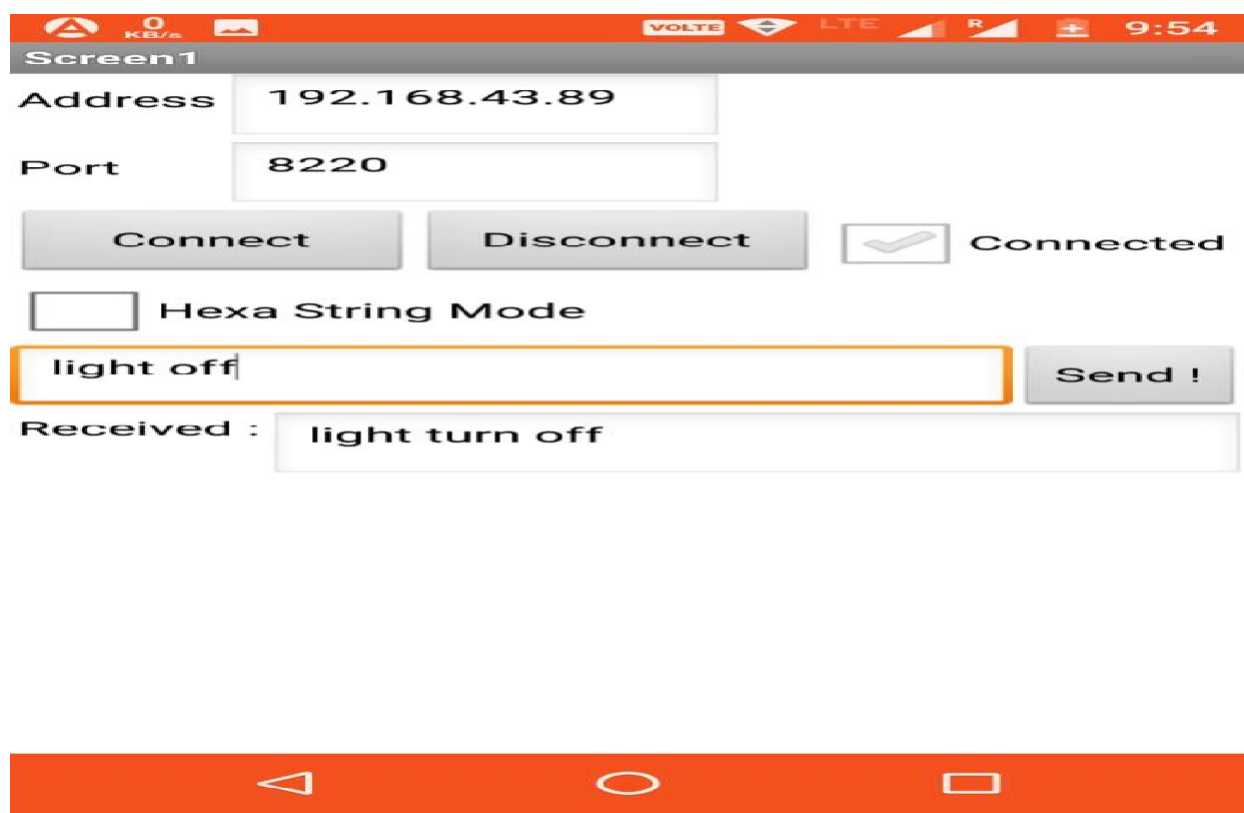 0
KB/s
VOLTE LTE R 9:54
Screen1
Address 192.168.43.89
Port 8220
Connect Disconnect Connected
Hexa String Mode
light off Send !
Received : light turn off